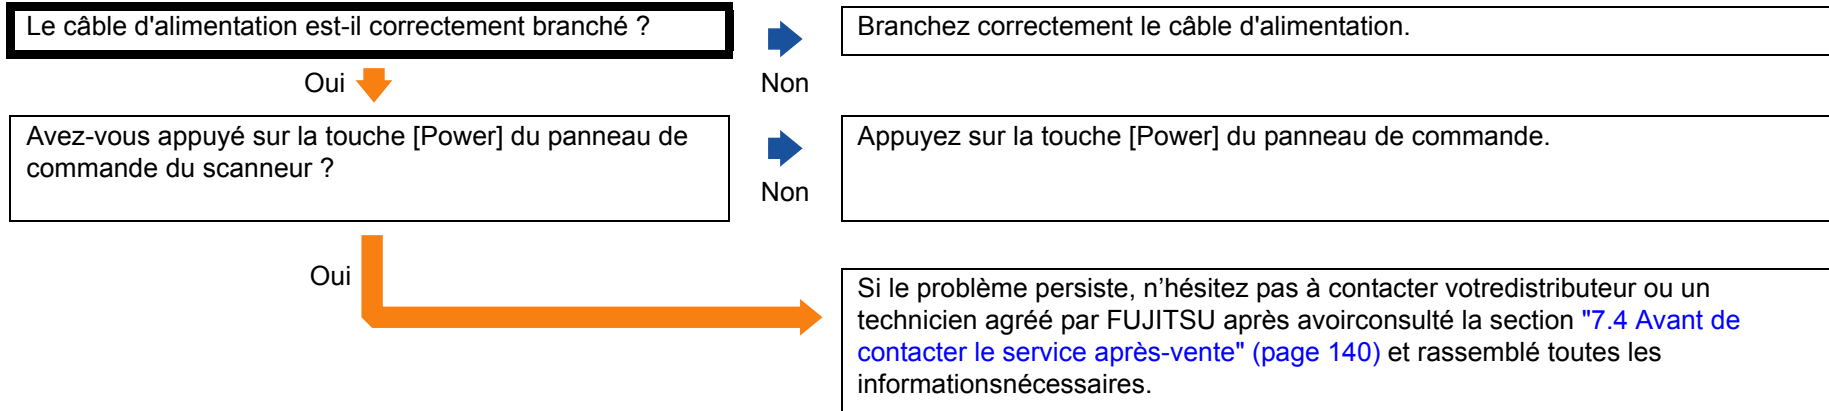 Le câble d'alimentation est-il correctement branché ?
Branchez correctement le câble d'alimentation.
Oui
Non
Avez-vous appuyé sur la touche [Power] du panneau de
commande du scanneur ?
Appuyez sur la touche [Power] du panneau de commande.
Non
Oui
Si le problème persiste, n’hésitez pas à contacter votredistributeur ou un
technicien agréé par FUJITSU après avoirconsulté la section "7.4 Avant de
contacter le service après-vente" (page 140) et rassemblé toutes les
informationsnécessaires.